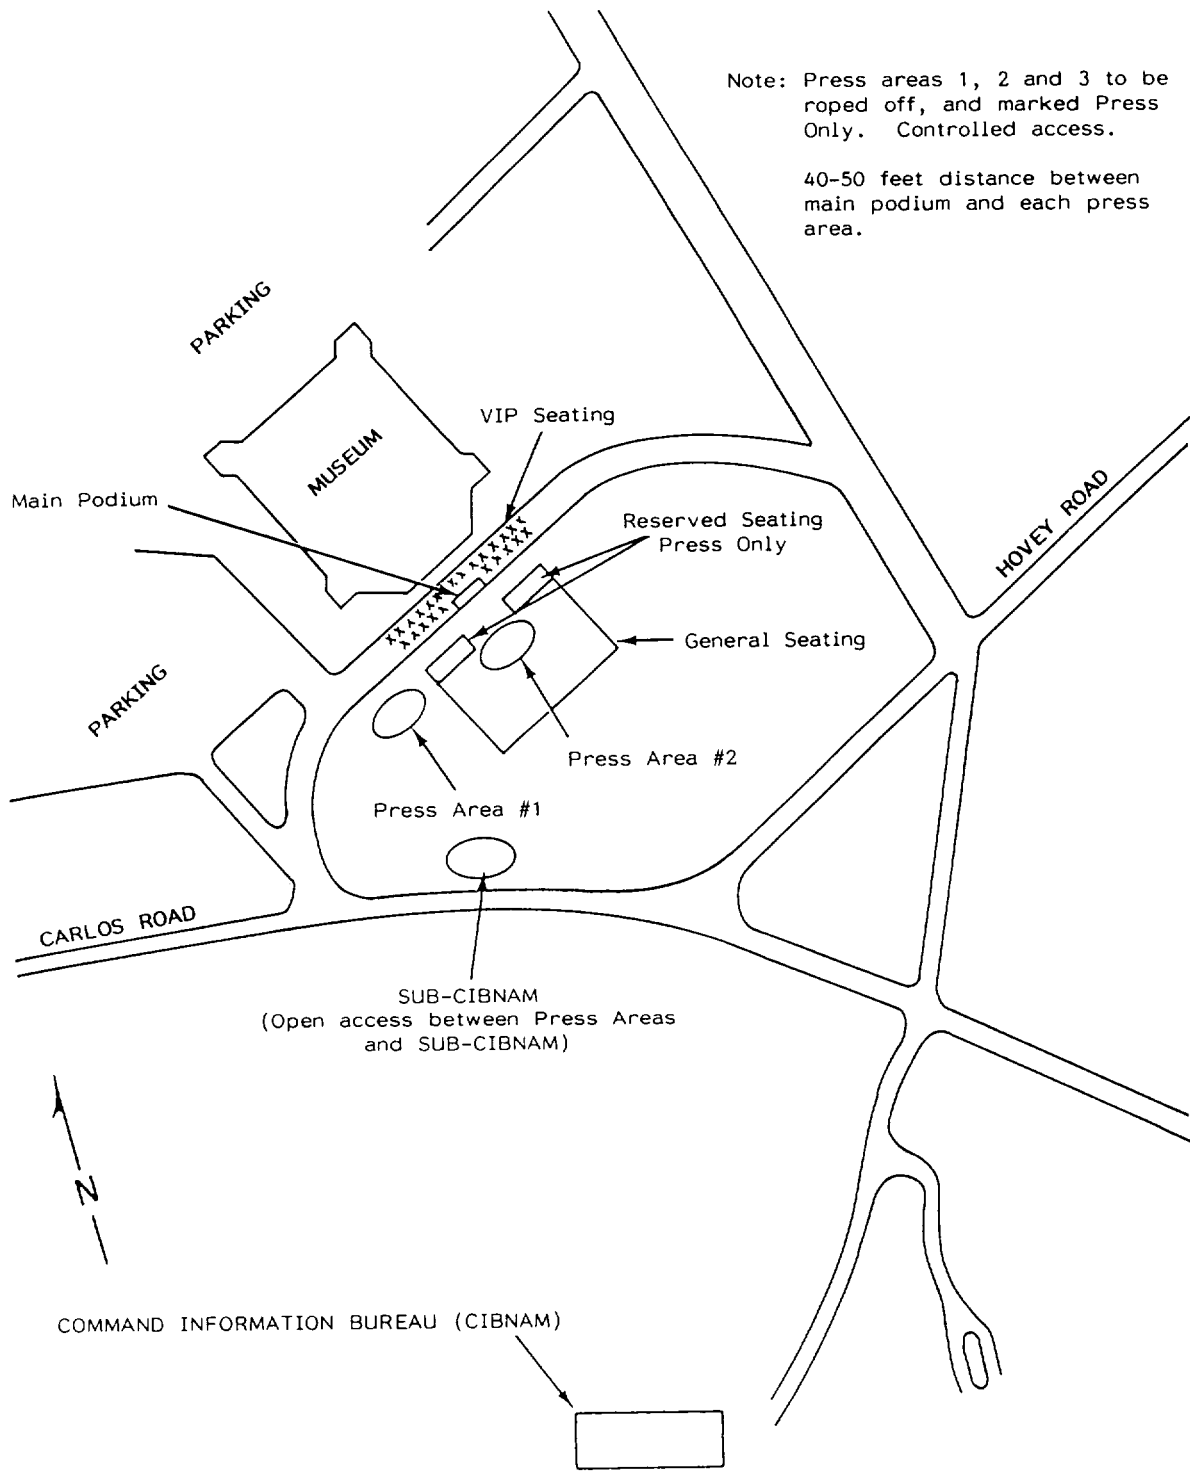 Note: Press areas 1, 2 and 3 to be
roped off, and marked Press
Only. Controlled access.
40-50 feet distance between
main podium and each press
area.
PARKING
VIP Seating
MUSEUM
Main Podium
Reserved Seating
Press Only
HOVEY ROAD
General Seating
PARKING
Press Area #2
Press Area #1
CARLOS ROAD
SUB-CIBNAM
(Open access between Press Areas
and SUB-CIBNAM)
N
COMMAND INFORMATION BUREAU (CIBNAM)